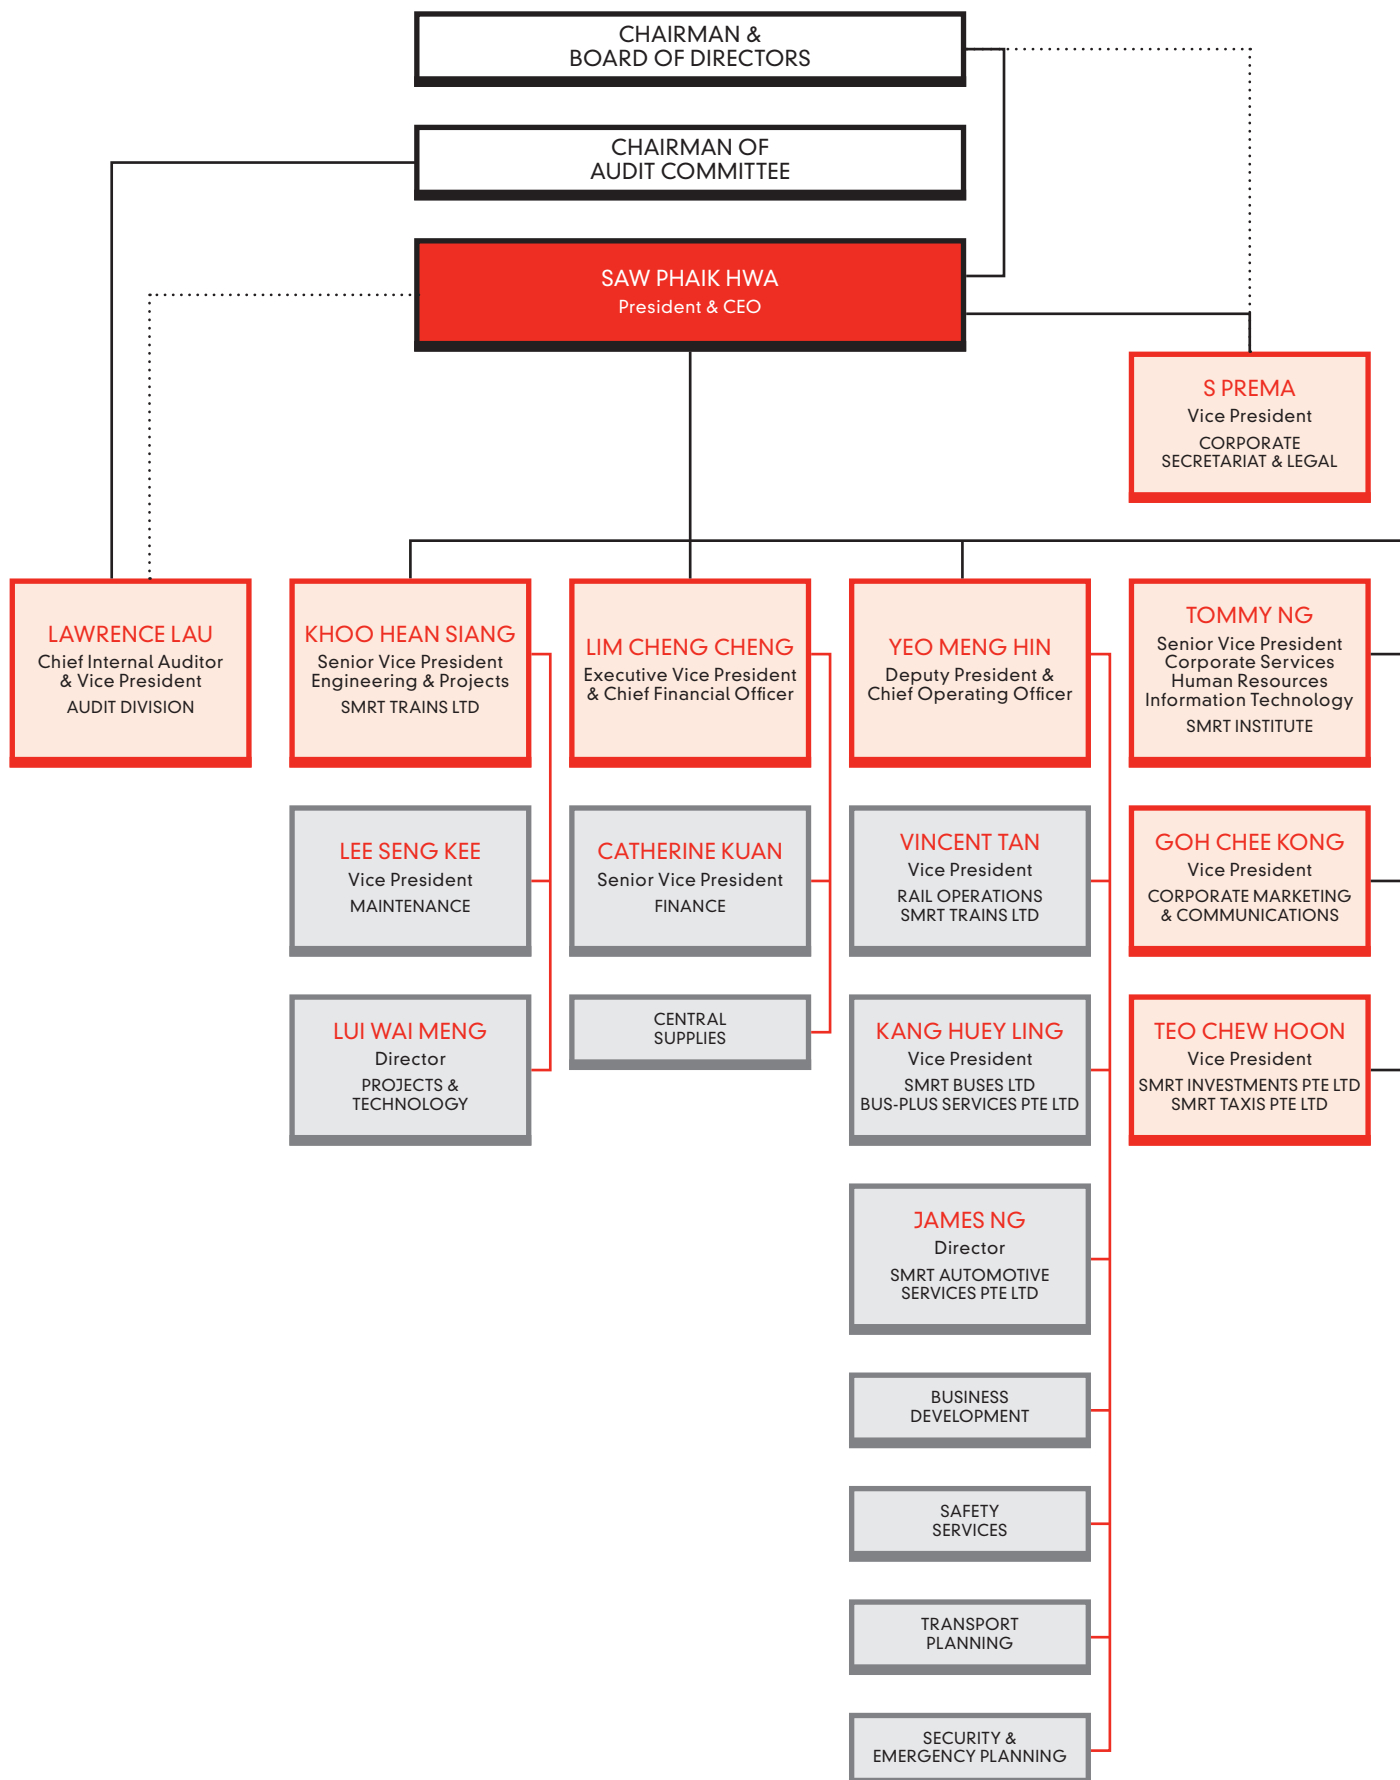 CHAIRMAN &
BOARD OF DIRECTORS
CHAIRMAN OF
AUDIT COMMITTEE
SAW PHAIK HWA
President & CEO
S PREMA
Vice President
CORPORATE
SECRETARIAT & LEGAL
LAWRENCE LAU
Chief Internal Auditor
& Vice President
AUDIT DIVISION
KHOO HEAN SIANG
Senior Vice President
Engineering & Projects
SMRT TRAINS LTD
LIM CHENG CHENG
Executive Vice President
& Chief Financial Officer
YEO MENG HIN
Deputy President &
Chief Operating Officer
TOMMY NG
Senior Vice President
Corporate Services
Human Resources
Information Technology
SMRT INSTITUTE
LEE SENG KEE
Vice President
MAINTENANCE
CATHERINE KUAN
Senior Vice President
FINANCE
VINCENT TAN
Vice President
RAIL OPERATIONS
SMRT TRAINS LTD
GOH CHEE KONG
Vice President
CORPORATE MARKETING
& COMMUNICATIONS
LUI WAI MENG
Director
PROJECTS &
TECHNOLOGY
CENTRAL
SUPPLIES
KANG HUEY LING
Vice President
SMRT BUSES LTD
BUS-PLUS SERVICES PTE LTD
TEO CHEW HOON
Vice President
SMRT INVESTMENTS PTE LTD
SMRT TAXIS PTE LTD
JAMES NG
Director
SMRT AUTOMOTIVE
SERVICES PTE LTD
BUSINESS
DEVELOPMENT
SAFETY
SERVICES
TRANSPORT
PLANNING
SECURITY &
EMERGENCY PLANNING